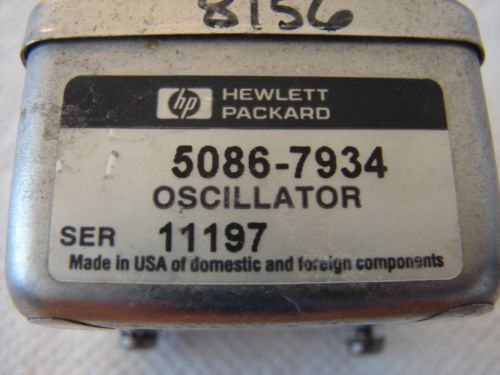 8156
hp HEWLETT
PACKARD
5086-7934
OSCILLATOR
SER 11197
Made in USA of domestic and foreign components